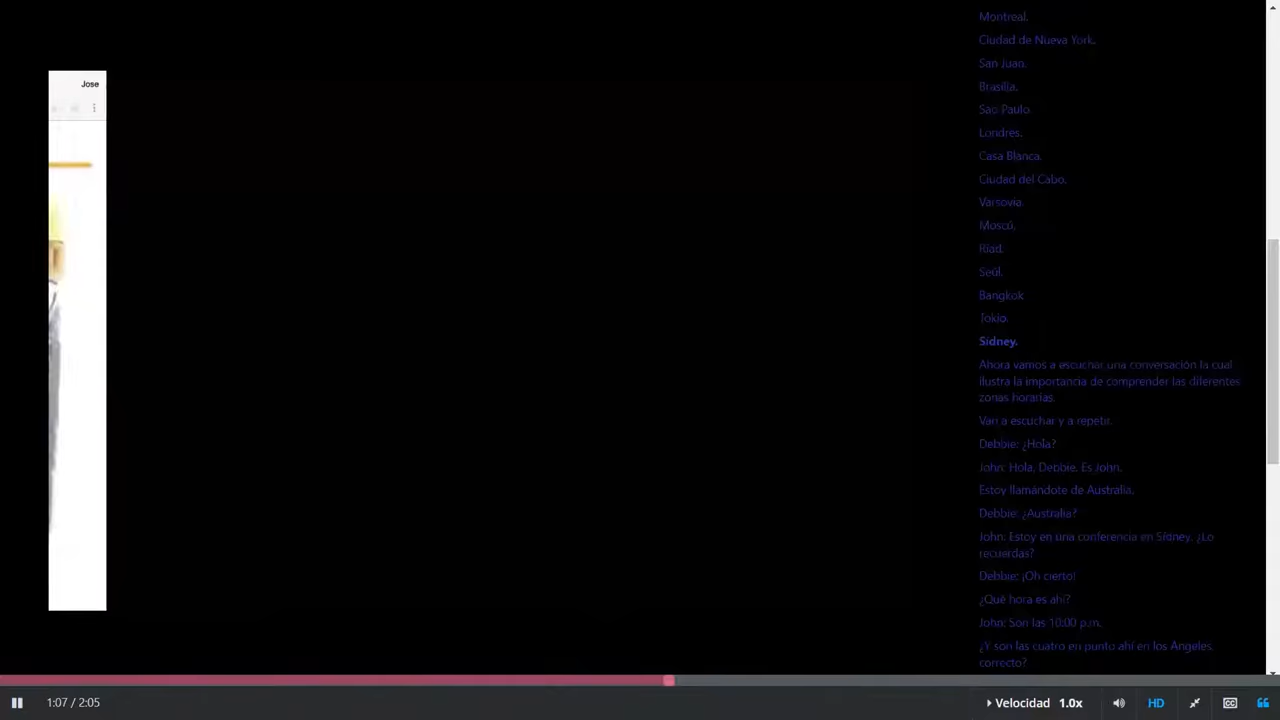 Montreal.
Ciudad de Nueva York.
San Juan.
Jose
Brasilia.
Sao Paulo
Londres.
Casa Blanca.
Ciudad del Cabo.
Varsovia.
Moscú.
Riad.
Seúl.
Bangkok
Tokio.
Sídney.
Ahora vamos a escuchar una conversación la cual
ilustra la importancia de comprender las diferentes
zonas horarias.
Van a escuchar y a repetir.
Debbie: ¿Hola?
John: Hola, Debbie. Es John.
Estoy llamándote de Australia.
Debbie: ¿Australia?
John: Estoy en una conferencia en Sídney. ¿Lo
recuerdas?
Debbie: ¡Oh cierto!
¿Qué hora es ahí?
John: Son las 10:00 p.m.
¿Y son las cuatro en punto ahí en los Angeles,
correcto?
1:07 / 2:05
Velocidad 1.0x
HD
CC